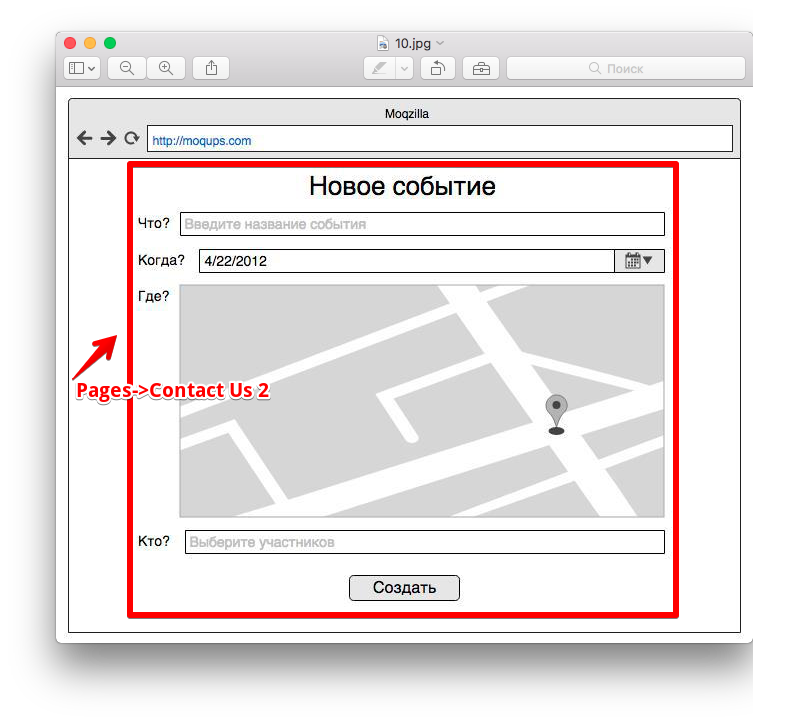 10.jpg
Поиск
Moqzilla
http://moqups.com
Новое событие
Что? Введите название события
Когда? 4/22/2012
Где?
Pages->Contact Us 2
Кто? Выберите участников
Создать